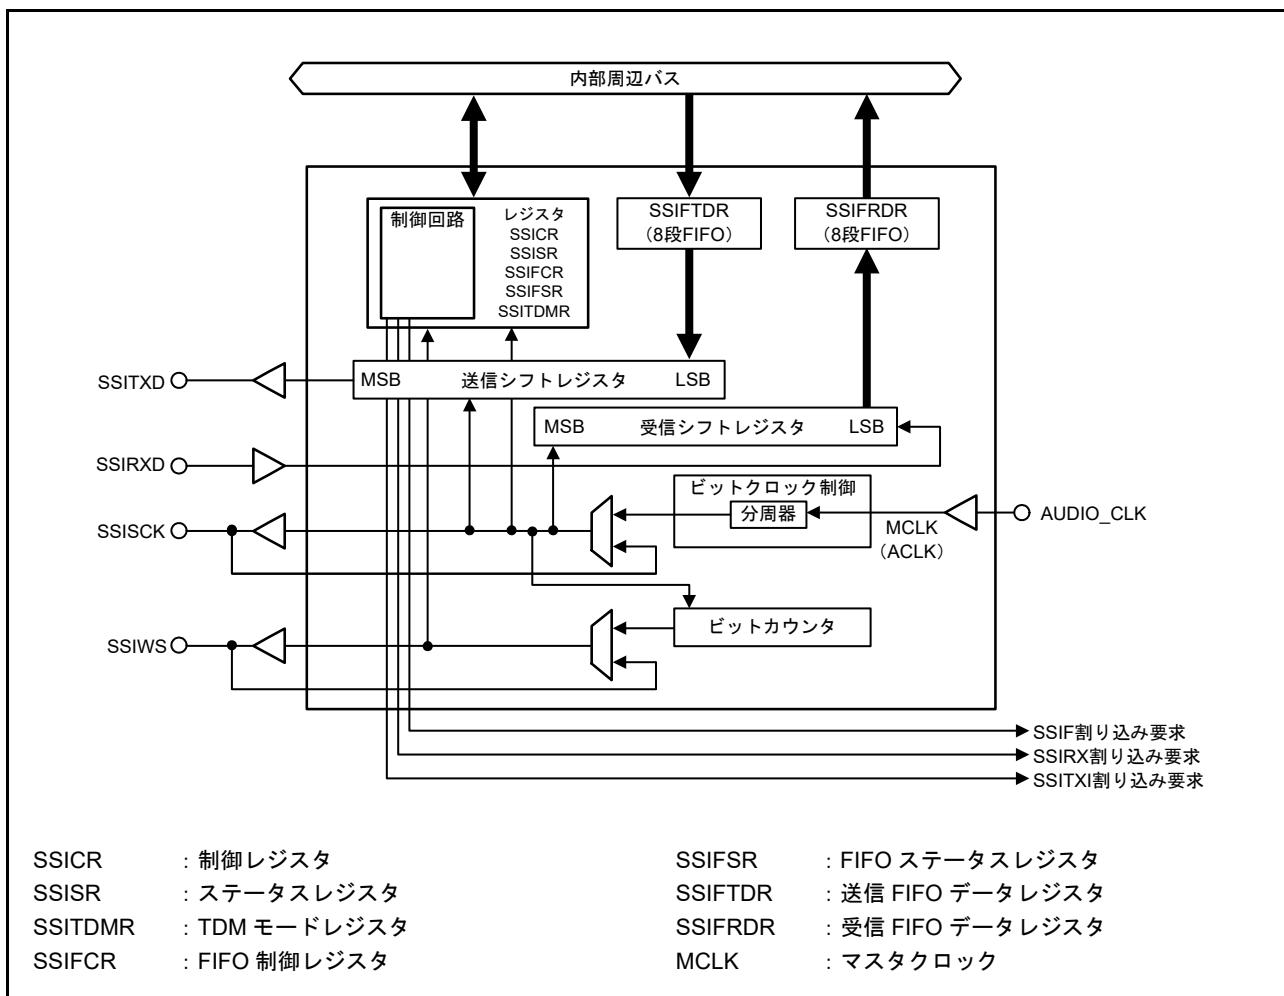 内部周辺バス
制御回路
レジスタ
SSICR
SSISR
SSIFCR
SSIFSR
SSITDMR
SSIFTDR
（8段FIFO）
SSIFRDR
（8段FIFO）
SSITXD
MSB 送信シフトレジスタ LSB
MSB 受信シフトレジスタ LSB
SSIRXD
ビットクロック制御
分周器
SSISCK
MCLK
（ACLK）
AUDIO_CLK
ビットカウンタ
SSIWS
SSIF割り込み要求
SSIRX割り込み要求
SSITXI割り込み要求
SSICR : 制御レジスタ
SSISR : ステータスレジスタ
SSITDMR : TDM モードレジスタ
SSIFCR : FIFO 制御レジスタ
SSIFSR : FIFO ステータスレジスタ
SSIFTDR : 送信 FIFO データレジスタ
SSIFRDR : 受信 FIFO データレジスタ
MCLK : マスタクロック